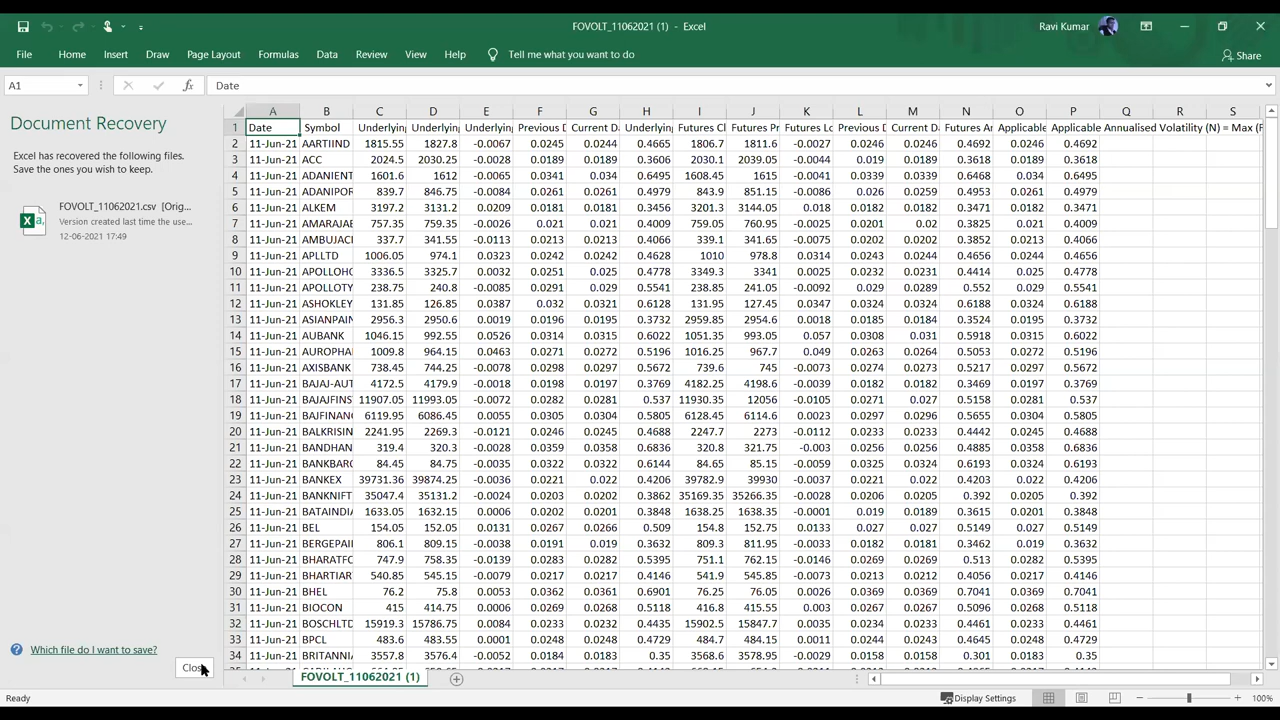 FOVOLT_11062021 (1) - Excel
Ravi Kumar
File Home Insert Draw Page Layout Formulas Data Review View Help Tell me what you want to do
Share
A1 fx Date
Document Recovery
Excel has recovered the following files.
Save the ones you wish to keep.
FOVOLT_11062021.csv [Orig...
Version created last time the use...
12-06-2021 17:49
Which file do I want to save?
Close
A B C D E F G H I J K L M N O P Q R S
1 Date Symbol Underlying Underlying Underlying Previous D Current D Underlying Futures Cl Futures Pr Futures Lo Previous D Current D Futures An Applicable Applicable Annualised Volatility (N) = Max (F
2 11-Jun-21 AARTIIND 1815.55 1827.8 -0.0067 0.0245 0.0244 0.4665 1806.7 1811.6 -0.0027 0.0246 0.0246 0.4692 0.0246 0.4692
3 11-Jun-21 ACC 2024.5 2030.25 -0.0028 0.019 0.0189 0.3606 2030.1 2039.05 -0.0044 0.019 0.0189 0.3618 0.0189 0.3618
4 11-Jun-21 ADANIENT 1601.6 1612 -0.0065 0.0341 0.034 0.6495 1608.45 1615 -0.0041 0.0339 0.0339 0.6468 0.034 0.6495
5 11-Jun-21 ADANIPOR 839.7 846.75 -0.0084 0.0261 0.0261 0.4979 843.9 851.15 -0.0086 0.026 0.0259 0.4953 0.0261 0.4979
6 11-Jun-21 ALKEM 3197.2 3131.2 0.0209 0.0181 0.0181 0.3456 3201.3 3144.05 0.018 0.0182 0.0182 0.3471 0.0182 0.3471
7 11-Jun-21 AMARAJAE 757.35 759.35 -0.0026 0.021 0.021 0.4009 759.05 760.95 -0.0025 0.0201 0.02 0.3825 0.021 0.4009
8 11-Jun-21 AMBUJACE 337.7 341.55 -0.0113 0.0213 0.0213 0.4066 339.1 341.65 -0.0075 0.0202 0.0202 0.3852 0.0213 0.4066
9 11-Jun-21 APLLTD 1006.05 974.1 0.0323 0.0242 0.0242 0.4628 1010 978.8 0.0314 0.0243 0.0244 0.4656 0.0244 0.4656
10 11-Jun-21 APOLLOHO 3336.5 3325.7 0.0032 0.0251 0.025 0.4778 3349.3 3341 0.0025 0.0232 0.0231 0.4414 0.025 0.4778
11 11-Jun-21 APOLLOTY 238.75 240.8 -0.0085 0.0291 0.029 0.5541 238.85 241.05 -0.0092 0.029 0.0289 0.552 0.029 0.5541
12 11-Jun-21 ASHOKLEY 131.85 126.85 0.0387 0.032 0.0321 0.6128 131.95 127.45 0.0347 0.0324 0.0324 0.6188 0.0324 0.6188
13 11-Jun-21 ASIANPAIN 2956.3 2950.6 0.0019 0.0196 0.0195 0.3732 2959.85 2954.6 0.0018 0.0185 0.0184 0.3524 0.0195 0.3732
14 11-Jun-21 AUBANK 1046.15 992.55 0.0526 0.0314 0.0315 0.6022 1051.35 993.05 0.057 0.0308 0.031 0.5918 0.0315 0.6022
15 11-Jun-21 AUROPHA 1009.8 964.15 0.0463 0.0271 0.0272 0.5196 1016.25 967.7 0.049 0.0263 0.0264 0.5053 0.0272 0.5196
16 11-Jun-21 AXISBANK 738.45 744.25 -0.0078 0.0298 0.0297 0.5672 739.6 745 -0.0073 0.0274 0.0273 0.5217 0.0297 0.5672
17 11-Jun-21 BAJAJ-AUT 4172.5 4179.9 -0.0018 0.0198 0.0197 0.3769 4182.25 4198.6 -0.0039 0.0182 0.0182 0.3469 0.0197 0.3769
18 11-Jun-21 BAJAJFINS 11907.05 11993.05 -0.0072 0.0282 0.0281 0.537 11930.35 12056 -0.0105 0.0271 0.027 0.5158 0.0281 0.537
19 11-Jun-21 BAJFINANC 6119.95 6086.45 0.0055 0.0305 0.0304 0.5805 6128.45 6114.6 0.0023 0.0297 0.0296 0.5655 0.0304 0.5805
20 11-Jun-21 BALKRISIN 2241.95 2269.3 -0.0121 0.0246 0.0245 0.4688 2247.7 2273 -0.0112 0.0233 0.0233 0.4442 0.0245 0.4688
21 11-Jun-21 BANDHAN 319.4 320.3 -0.0028 0.0359 0.0358 0.6836 320.8 321.75 -0.003 0.0256 0.0256 0.4885 0.0358 0.6836
22 11-Jun-21 BANKBARC 84.45 84.75 -0.0035 0.0322 0.0322 0.6144 84.65 85.15 -0.0059 0.0325 0.0324 0.6193 0.0324 0.6193
23 11-Jun-21 BANKEX 39731.36 39874.25 -0.0036 0.0221 0.022 0.4206 39782.9 39930 -0.0037 0.0221 0.022 0.4203 0.022 0.4206
24 11-Jun-21 BANKNIFT 35047.4 35131.2 -0.0024 0.0203 0.0202 0.3862 35169.35 35266.35 -0.0028 0.0206 0.0205 0.392 0.0205 0.392
25 11-Jun-21 BATAINDIA 1633.05 1632.15 0.0006 0.0202 0.0201 0.3848 1638.25 1638.35 -0.0001 0.019 0.0189 0.3615 0.0201 0.3848
26 11-Jun-21 BEL 154.05 152.05 0.0131 0.0267 0.0266 0.509 154.8 152.75 0.0133 0.027 0.027 0.5149 0.027 0.5149
27 11-Jun-21 BERGEPAI 806.1 809.15 -0.0038 0.0191 0.019 0.3632 809.3 811.95 -0.0033 0.0182 0.0181 0.3462 0.019 0.3632
28 11-Jun-21 BHARATFC 747.9 758.35 -0.0139 0.0283 0.0282 0.5395 751.1 762.15 -0.0146 0.0269 0.0269 0.513 0.0282 0.5395
29 11-Jun-21 BHARTIAR 540.85 545.15 -0.0079 0.0217 0.0217 0.4146 541.9 545.85 -0.0073 0.0213 0.0212 0.4056 0.0217 0.4146
30 11-Jun-21 BHEL 76.2 75.8 0.0053 0.0362 0.0361 0.6901 76.25 76.05 0.0026 0.0369 0.0369 0.7041 0.0369 0.7041
31 11-Jun-21 BIOCON 415 414.75 0.0006 0.0269 0.0268 0.5118 416.8 415.55 0.003 0.0267 0.0267 0.5096 0.0268 0.5118
32 11-Jun-21 BOSCHLTD 15919.3 15786.75 0.0084 0.0233 0.0232 0.4435 15902.5 15847.7 0.0035 0.0234 0.0233 0.4461 0.0233 0.4461
33 11-Jun-21 BPCL 483.6 483.55 0.0001 0.0248 0.0248 0.4729 484.7 484.15 0.0011 0.0244 0.0243 0.4645 0.0248 0.4729
34 11-Jun-21 BRITANNIA 3557.8 3576.4 -0.0052 0.0184 0.0183 0.35 3568.6 3578.95 -0.0029 0.0158 0.0158 0.301 0.0183 0.35
FOVOLT_11062021 (1)
Ready
Display Settings
100%